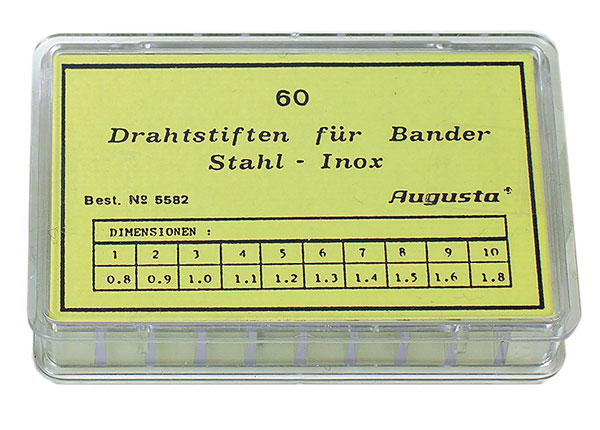 60
Drahtstiften für Bander
Stahl - Inox
Best. Nº 5582 Augusta
DIMENSIONEN :
1 2 3 4 5 6 7 8 9 10
0.8 0.9 1.0 1.1 1.2 1.3 1.4 1.5 1.6 1.8